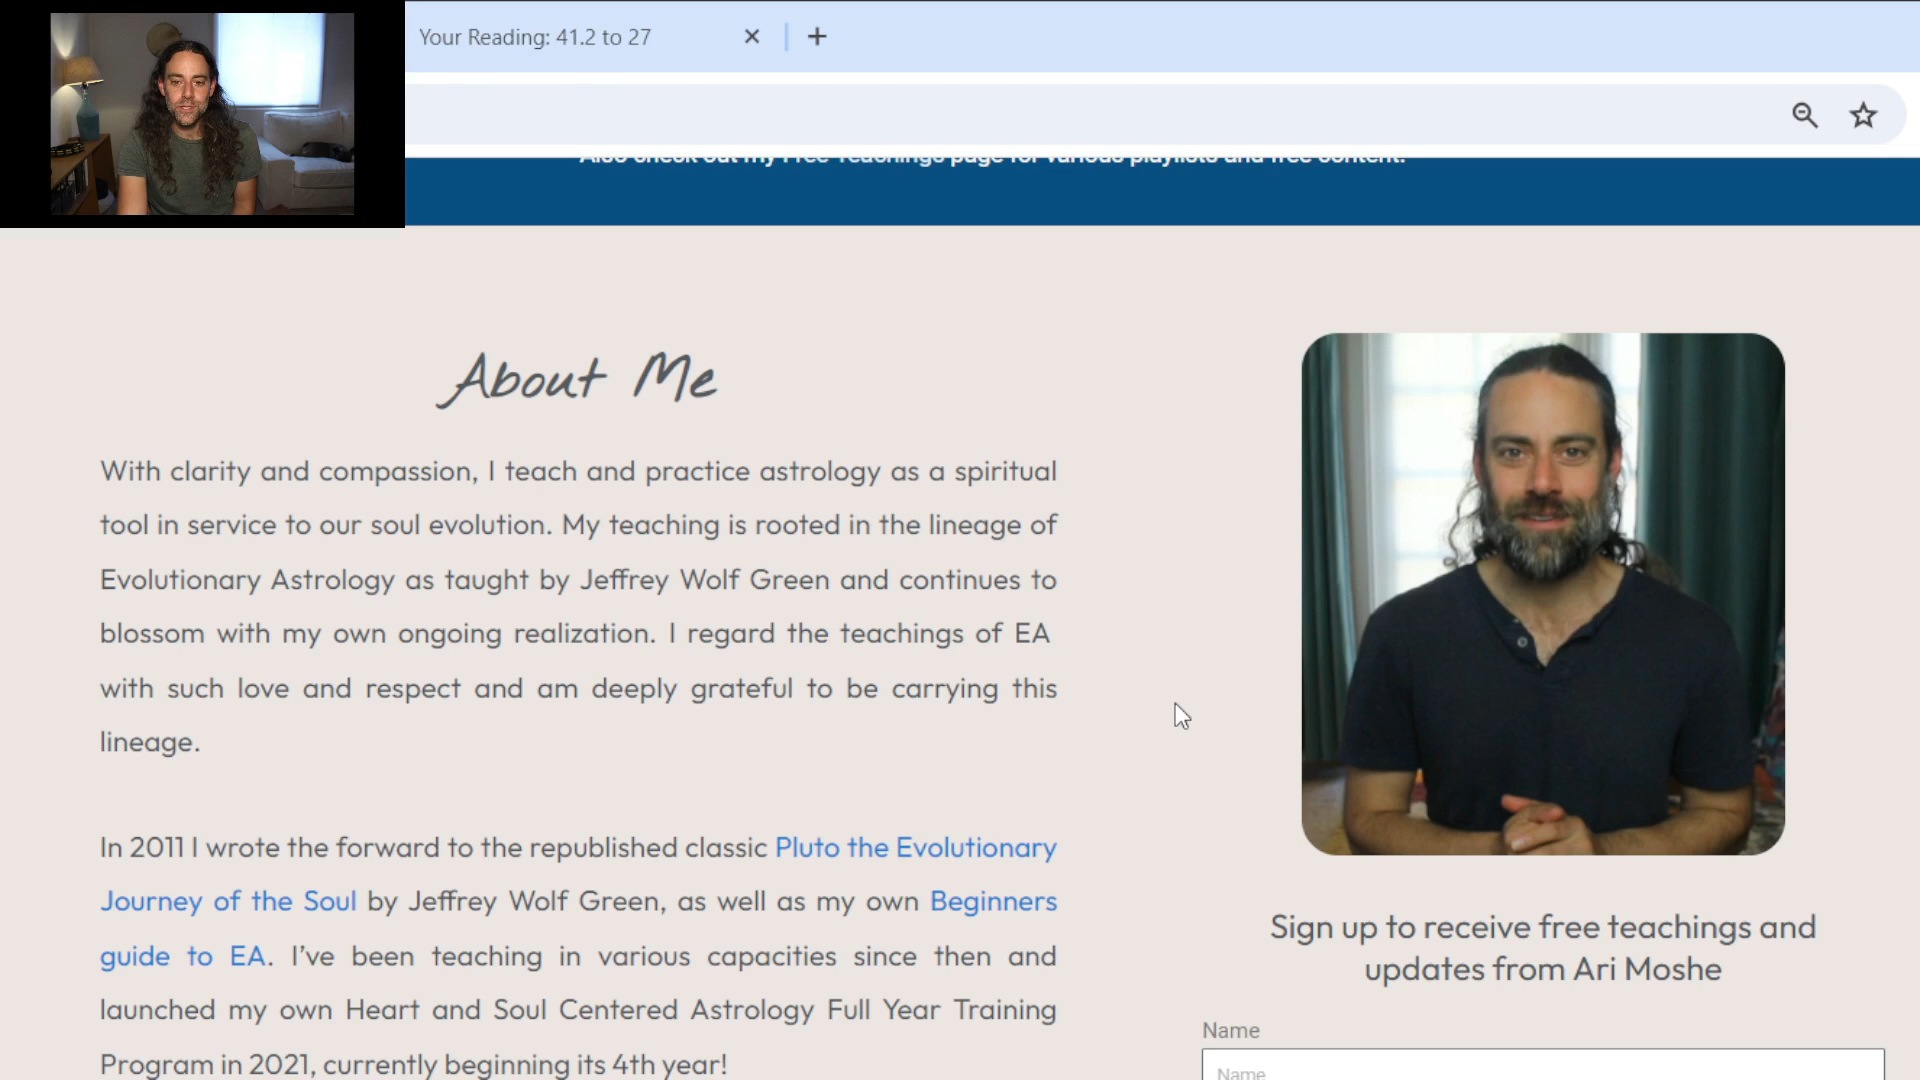 Your Reading: 41.2 to 27
Also check out my Free Teachings page for various playlists and free content.
About Me
With clarity and compassion, I teach and practice astrology as a spiritual
tool in service to our soul evolution. My teaching is rooted in the lineage of
Evolutionary Astrology as taught by Jeffrey Wolf Green and continues to
blossom with my own ongoing realization. I regard the teachings of EA
with such love and respect and am deeply grateful to be carrying this
lineage.
In 2011 I wrote the forward to the republished classic Pluto the Evolutionary
Journey of the Soul by Jeffrey Wolf Green, as well as my own Beginners
guide to EA. I've been teaching in various capacities since then and
launched my own Heart and Soul Centered Astrology Full Year Training
Program in 2021, currently beginning its 4th year!
Sign up to receive free teachings and
updates from Ari Moshe
Name
Name